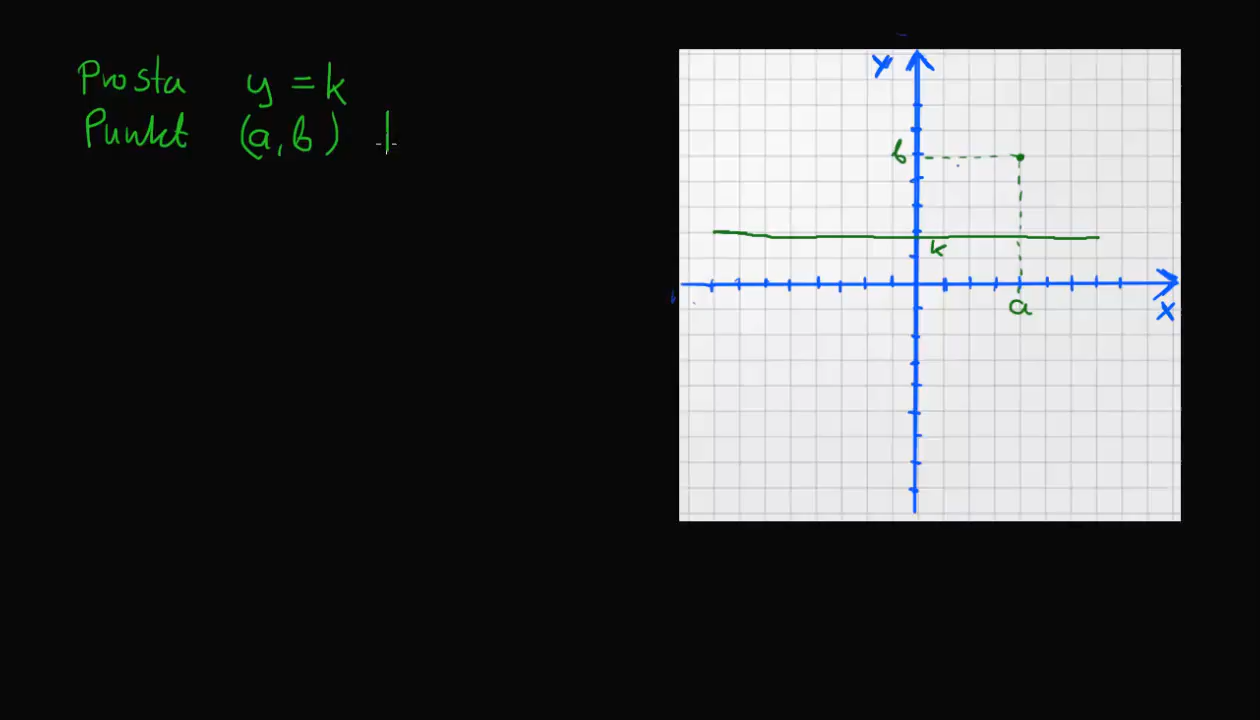 Prosta y = k
Punkt (a, b)
y
b
k
a
x